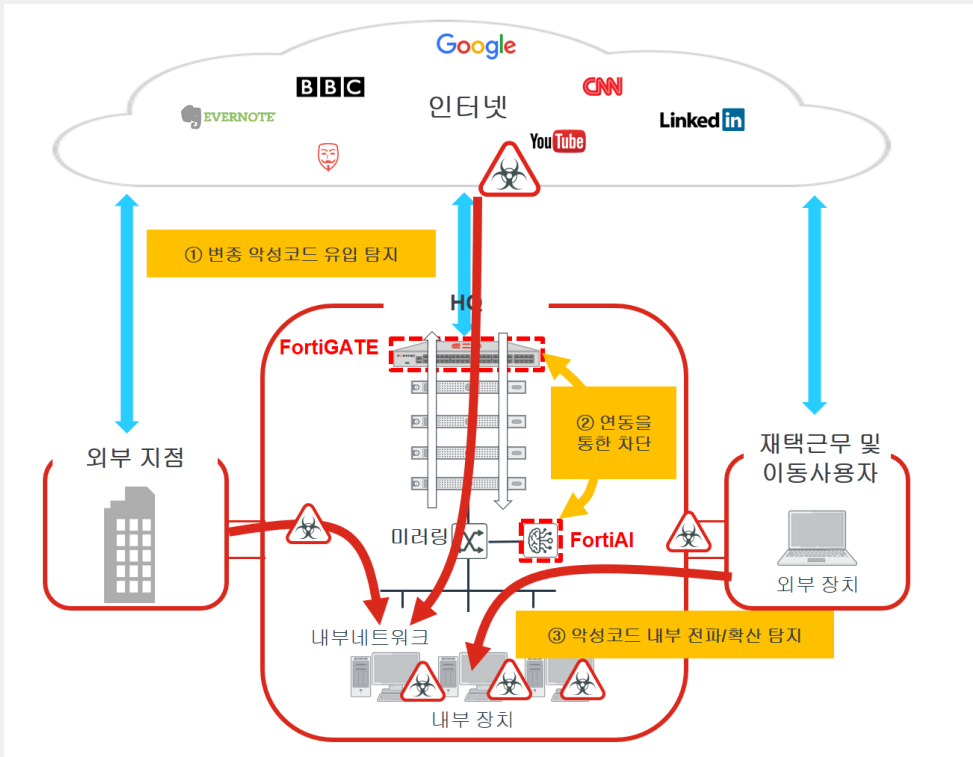 Google
BBC
CNN
인터넷
EVERNOTE
LinkedIn
YouTube
① 변종 악성코드 유입 탐지
HQ
FortiGATE
② 연동을
통한 차단
외부 지점
재택근무 및
이동사용자
미러링
FortiAI
외부 장치
내부네트워크
③ 악성코드 내부 전파/확산 탐지
내부 장치